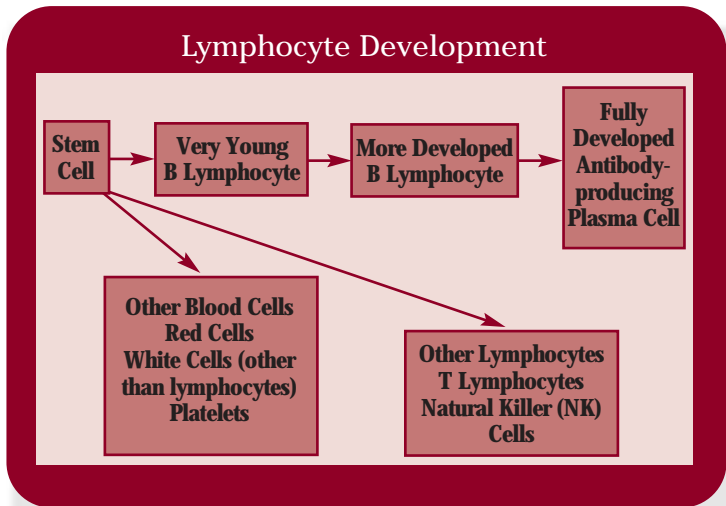 Lymphocyte Development
Stem
Cell
Very Young
B Lymphocyte
More Developed
B Lymphocyte
Fully
Developed
Antibody-
producing
Plasma Cell
Other Blood Cells
Red Cells
White Cells (other
than lymphocytes)
Platelets
Other Lymphocytes
T Lymphocytes
Natural Killer (NK)
Cells